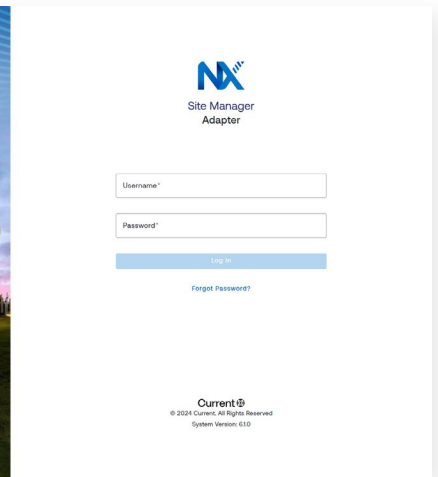 NX
Site Manager
Adapter
Username*
Password*
Log In
Forgot Password?
Current
© 2024 Current. All Rights Reserved
System Version: 6.1.0